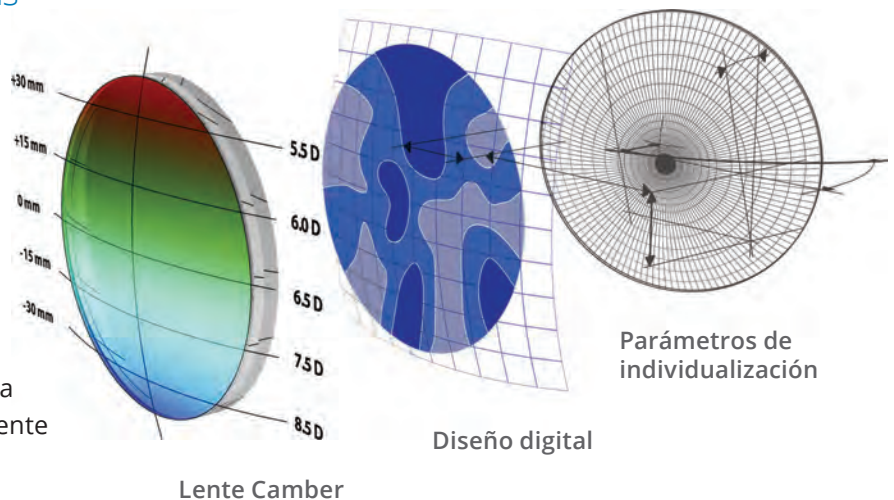 +30 mm
+15 mm
0 mm
-15 mm
-30 mm
5.5 D
6.0 D
6.5 D
7.5 D
8.5 D
Parámetros de
individualización
Diseño digital
Lente Camber